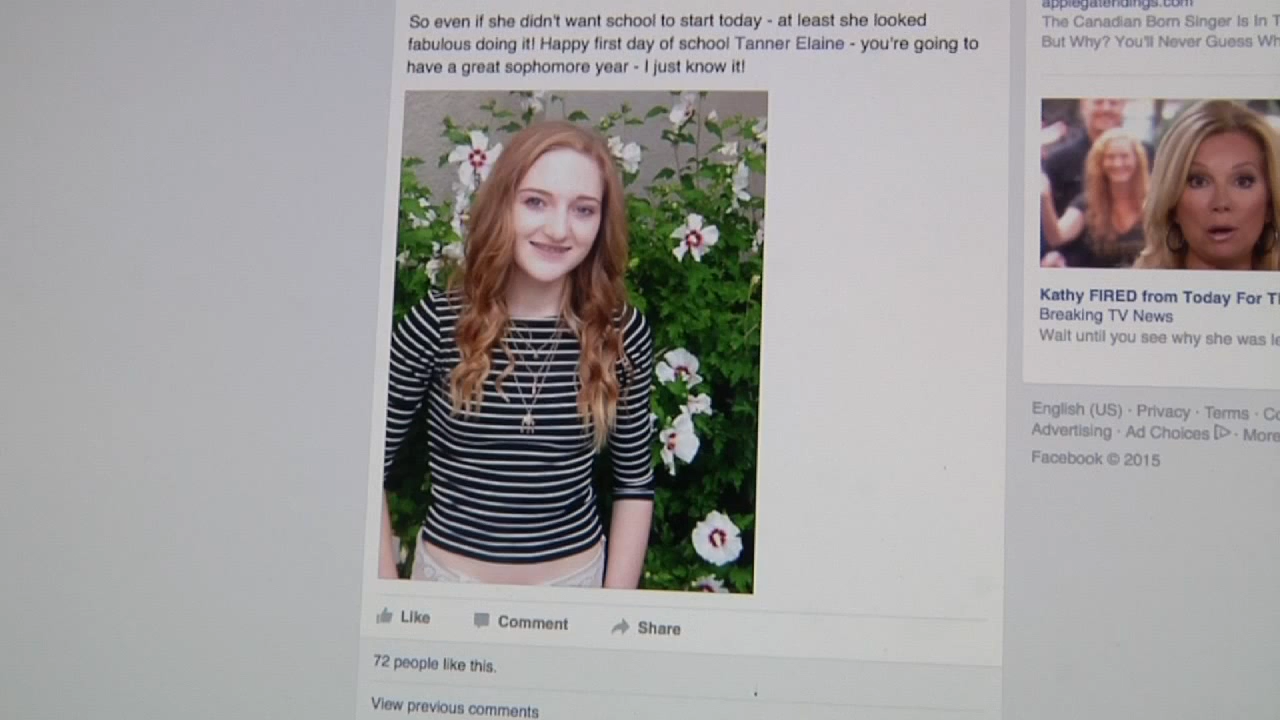 So even if she didn't want school to start today - at least she looked
fabulous doing it! Happy first day of school Tanner Elaine - you're going to
have a great sophomore year - I just know it!
Like Comment Share
72 people like this.
View previous comments
The Canadian Born Singer Is In
But Why? You'll Never Guess
Kathy FIRED from Today For
Breaking TV News
Wait until you see why she was
English (US) · Privacy · Terms ·
Advertising · Ad Choices · More
Facebook © 2015